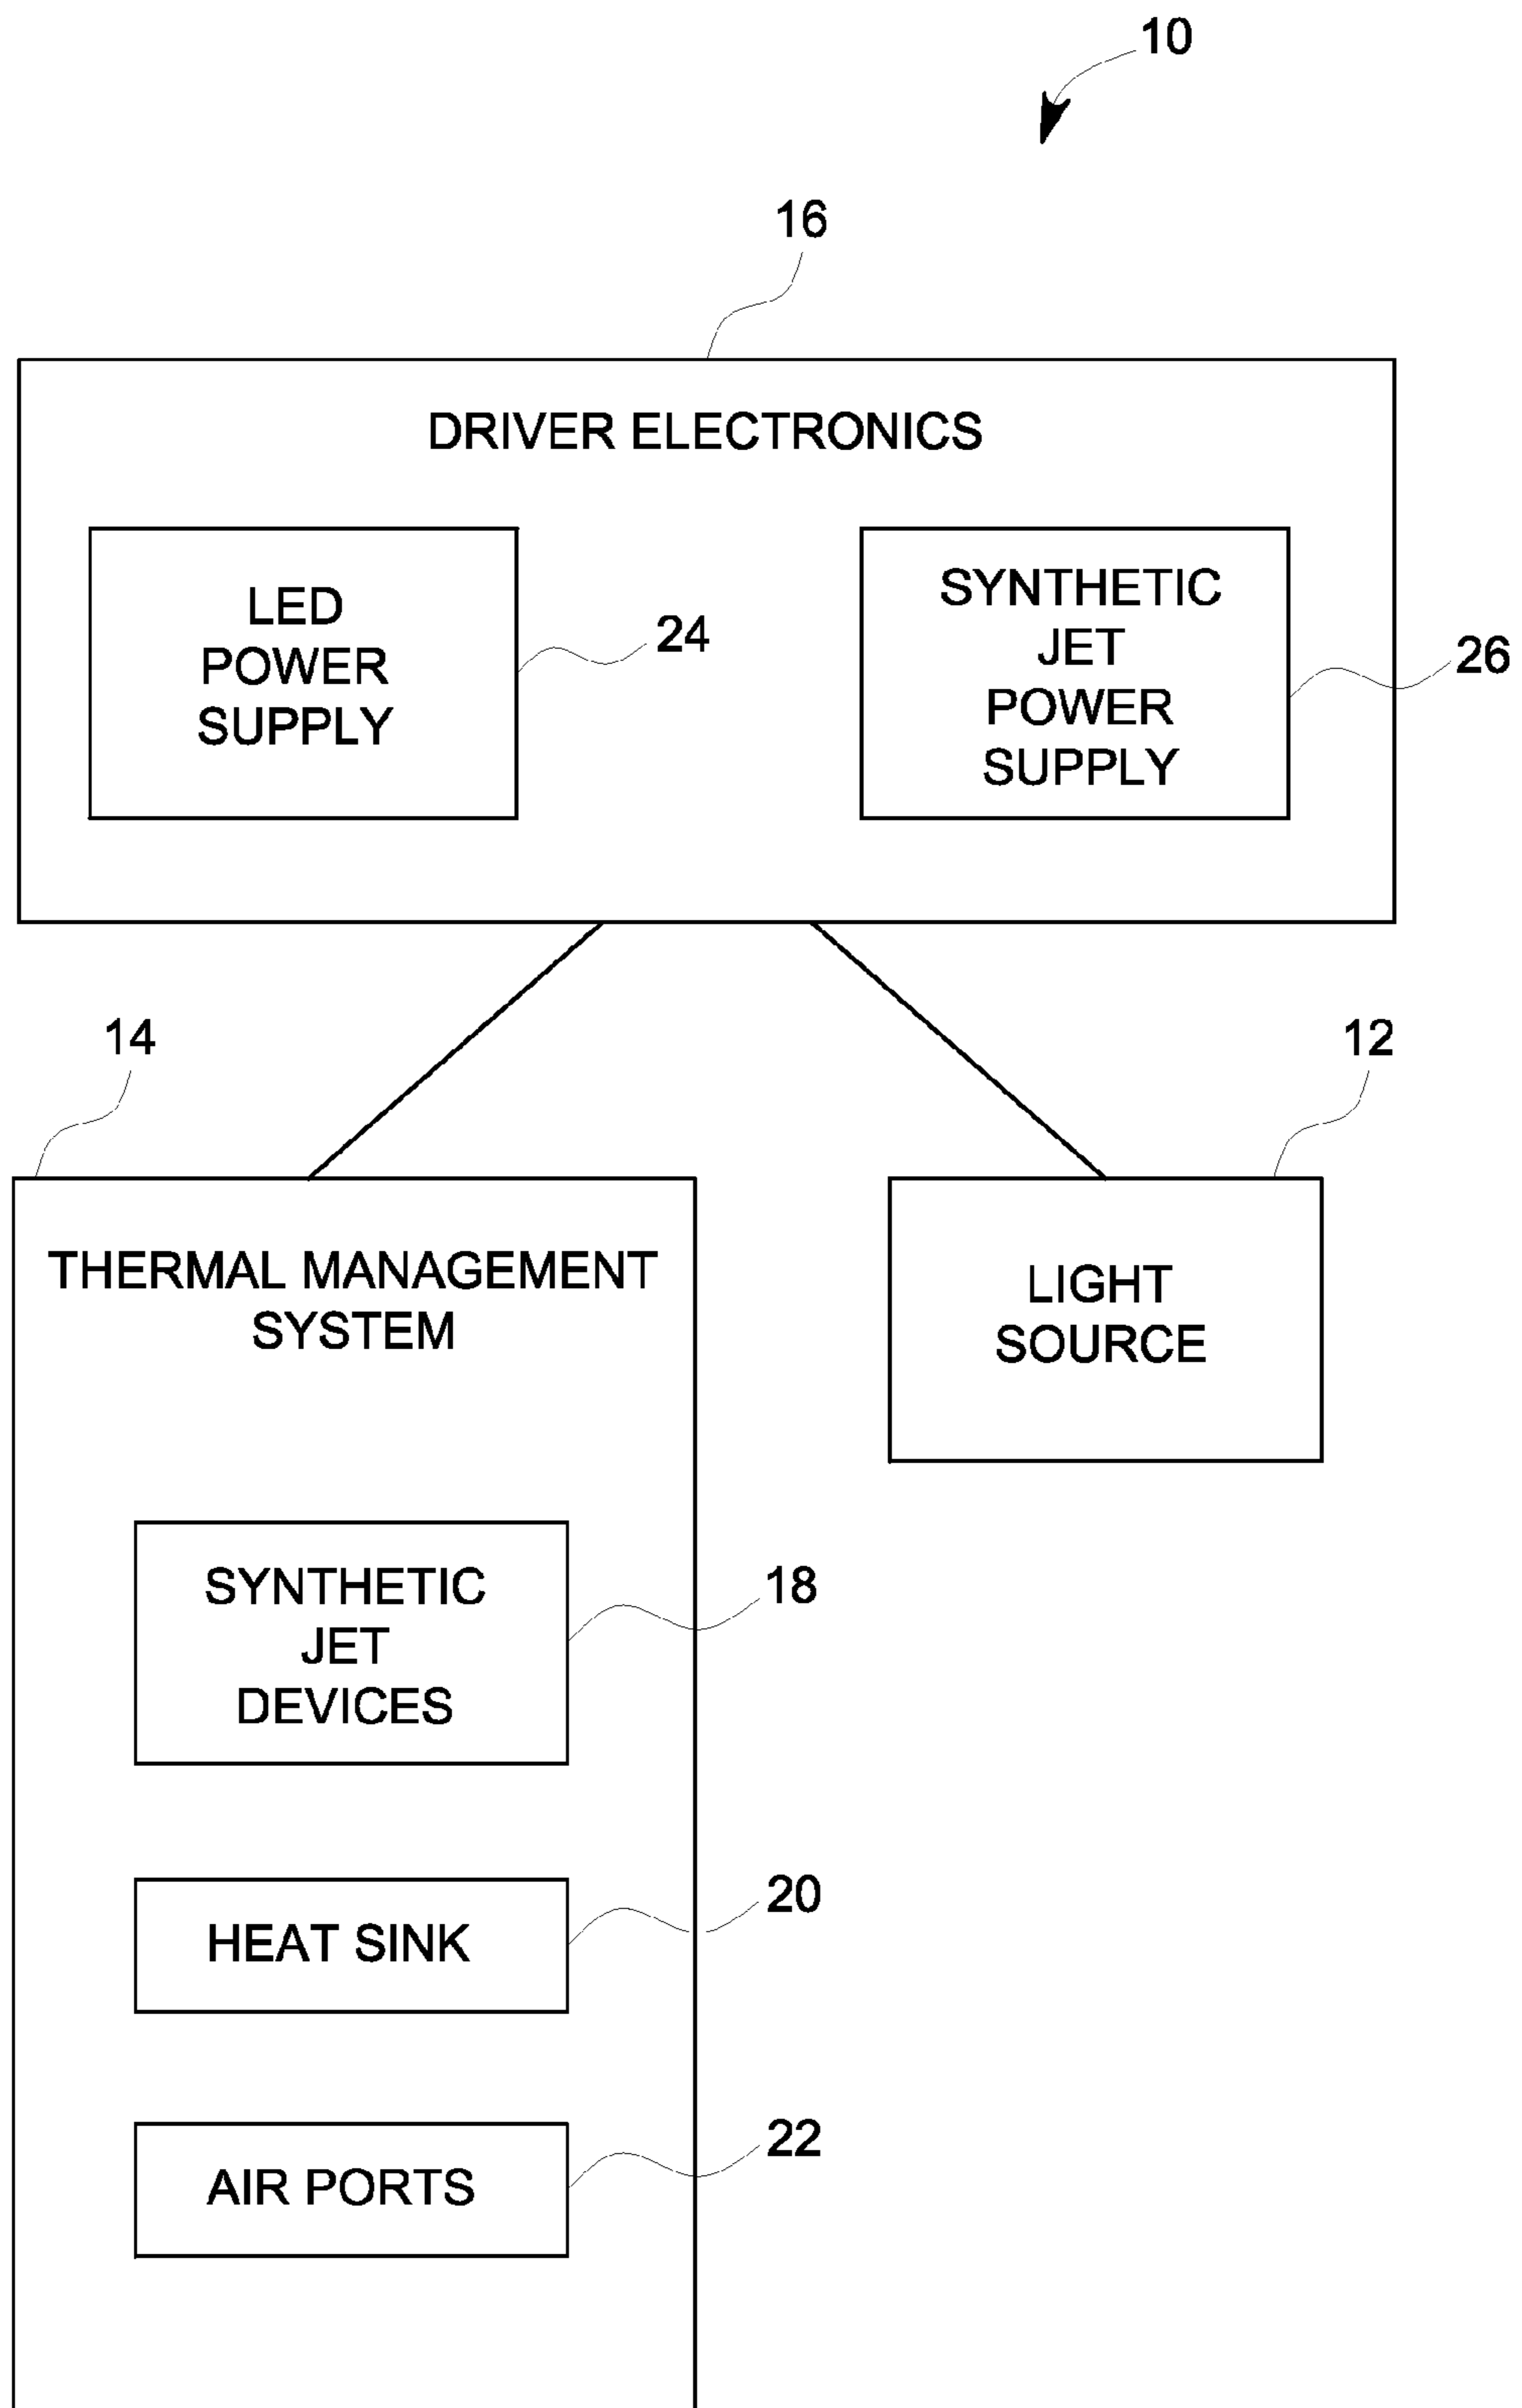 10
16
DRIVER ELECTRONICS
LED
POWER
SUPPLY
24
SYNTHETIC
JET
POWER
SUPPLY
26
14
12
THERMAL MANAGEMENT
SYSTEM
LIGHT
SOURCE
SYNTHETIC
JET
DEVICES
18
HEAT SINK
20
AIR PORTS
22